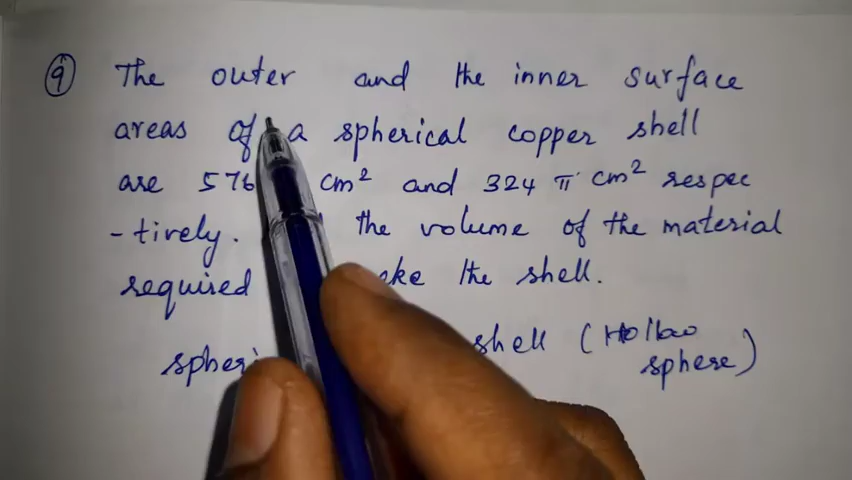 9 The outer and the inner surface
areas of a spherical copper shell
are 576 cm² and 324 π cm² respec
-tively. the volume of the material
required the shell.
shell (Hollow
sphere)